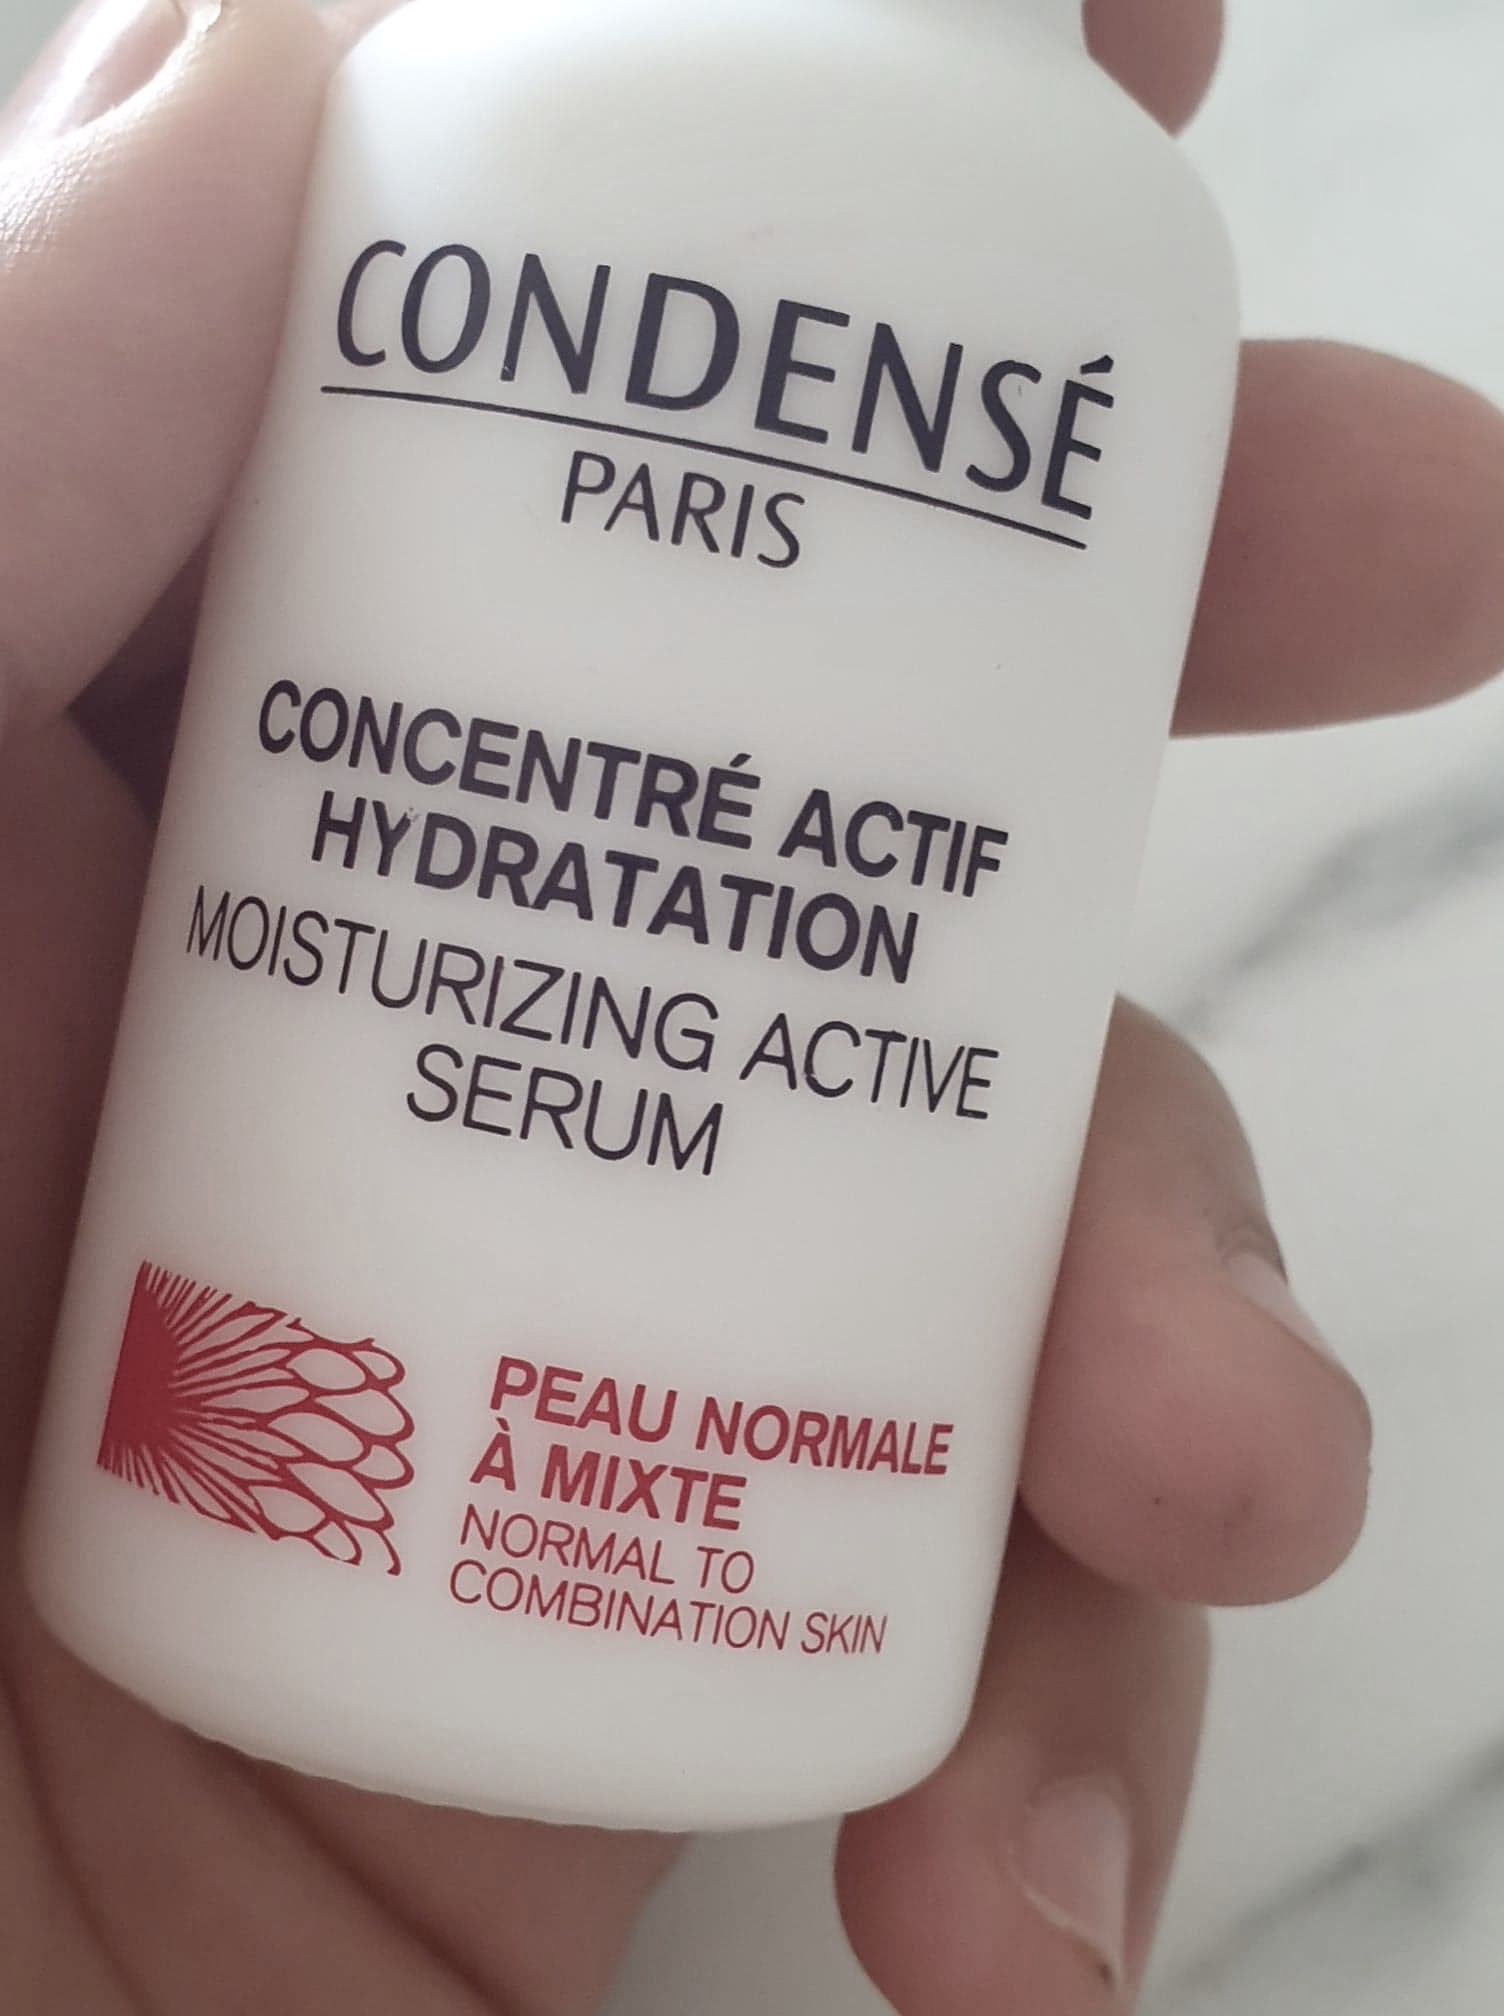 CONDENSÉ
PARIS
CONCENTRÉ ACTIF
HYDRATATION
MOISTURIZING ACTIVE
SERUM
PEAU NORMALE
À MIXTE
NORMAL TO
COMBINATION SKIN